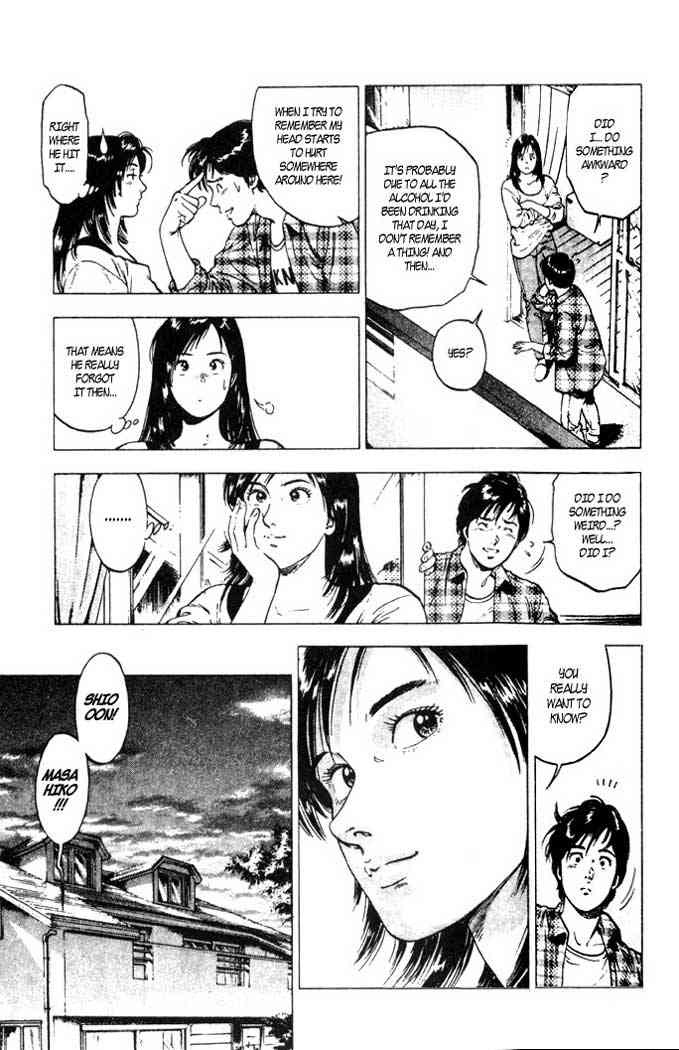 DID
I... DO
SOMETHING
AWKWARD
?
IT'S PROBABLY
DUE TO ALL
THE
ALCOHOL I'D
BEEN DRINKING
THAT DAY, I
DON'T REMEMBER
A THING! AND
THEN...
YES?
WHEN I TRY TO
REMEMBER MY
HEAD STARTS
TO HURT
SOMEWHERE
AROUND HERE!
RIGHT
WHERE
HE HIT
IT....
KN
THAT MEANS
HE REALLY
FORGOT
IT THEN...
DID I DO
SOMETHING
WEIRD...?
WELL...
DID I?
........
YOU
REALLY
WANT TO
KNOW?
SHIO
OON!
MASA
HIKO
!!!